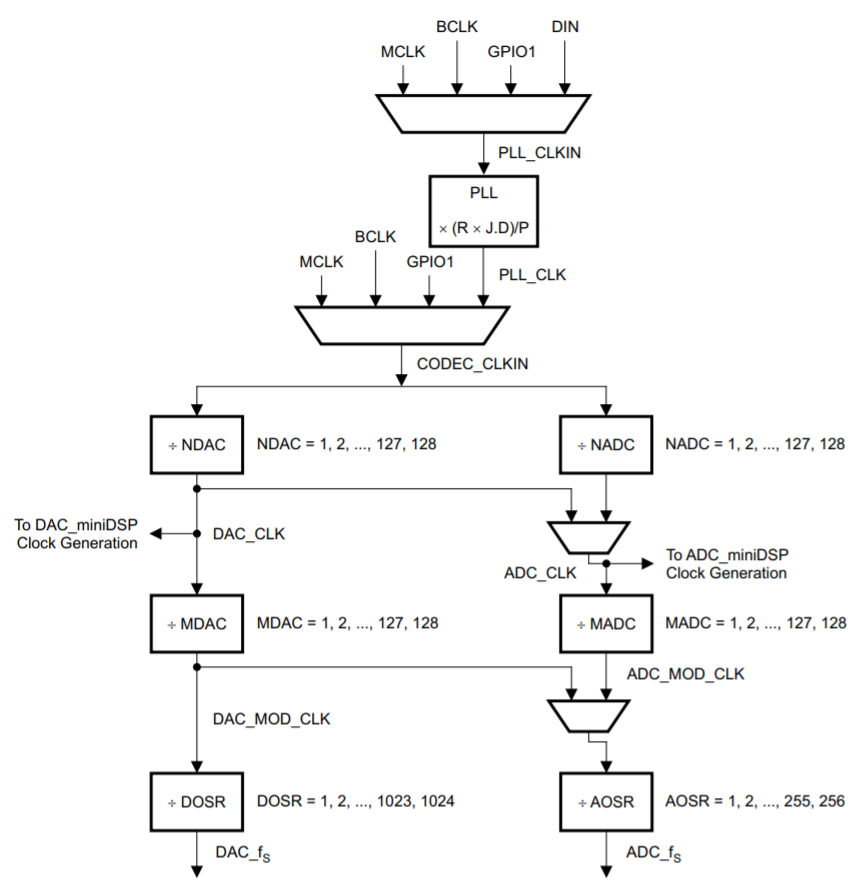 BCLK
DIN
MCLK
GPIO1
PLL_CLKIN
PLL
× (R × J.D)/P
BCLK
MCLK
GPIO1
PLL_CLK
CODEC_CLKIN
÷ NDAC
NDAC = 1, 2, ..., 127, 128
÷ NADC
NADC = 1, 2, ..., 127, 128
To DAC_miniDSP
Clock Generation
DAC_CLK
To ADC_miniDSP
Clock Generation
ADC_CLK
÷ MDAC
MDAC = 1, 2, ..., 127, 128
÷ MADC
MADC = 1, 2, ..., 127, 128
ADC_MOD_CLK
DAC_MOD_CLK
÷ DOSR
DOSR = 1, 2, ..., 1023, 1024
÷ AOSR
AOSR = 1, 2, ..., 255, 256
DAC_fS
ADC_fS